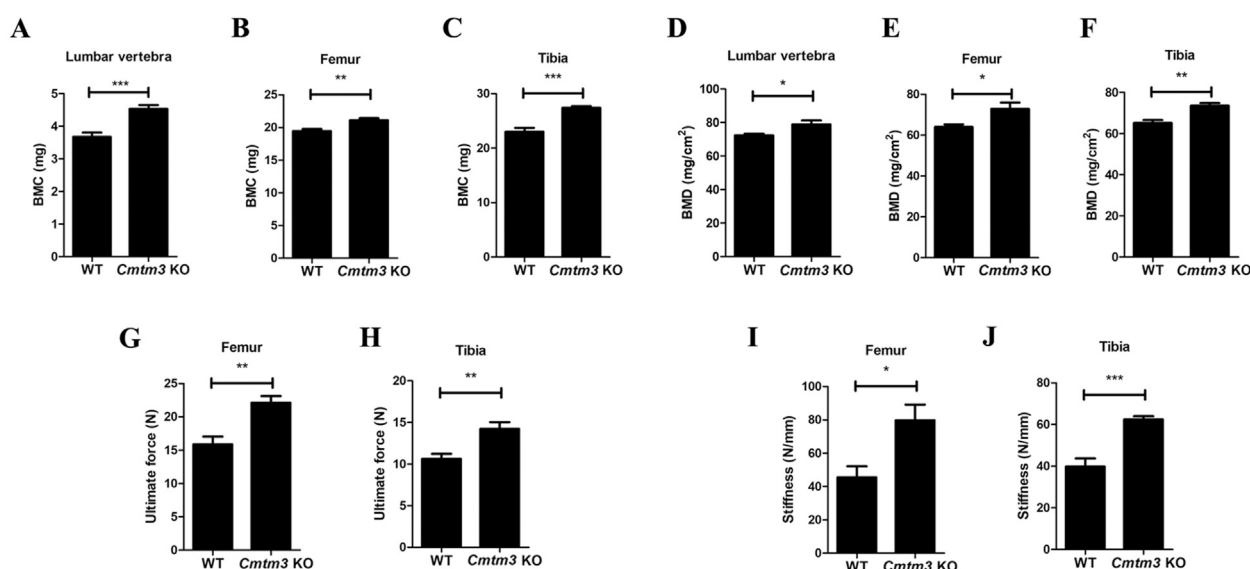 A
Lumbar vertebra
***
BMC (mg)
5
4
3
2
1
0
WT
Cmtm3 KO
B
Femur
**
BMC (mg)
25
20
15
10
5
0
WT
Cmtm3 KO
C
Tibia
***
BMC (mg)
30
20
10
0
WT
Cmtm3 KO
D
Lumbar vertebra
*
BMD (mg/cm²)
100
80
60
40
20
0
WT
Cmtm3 KO
E
Femur
*
BMD (mg/cm²)
80
60
40
20
0
WT
Cmtm3 KO
F
Tibia
**
BMD (mg/cm²)
80
60
40
20
0
WT
Cmtm3 KO
G
Femur
**
Ultimate force (N)
25
20
15
10
5
0
WT
Cmtm3 KO
H
Tibia
**
Ultimate force (N)
20
15
10
5
0
WT
Cmtm3 KO
I
Femur
*
Stiffness (N/mm)
100
80
60
40
20
0
WT
Cmtm3 KO
J
Tibia
***
Stiffness (N/mm)
80
60
40
20
0
WT
Cmtm3 KO